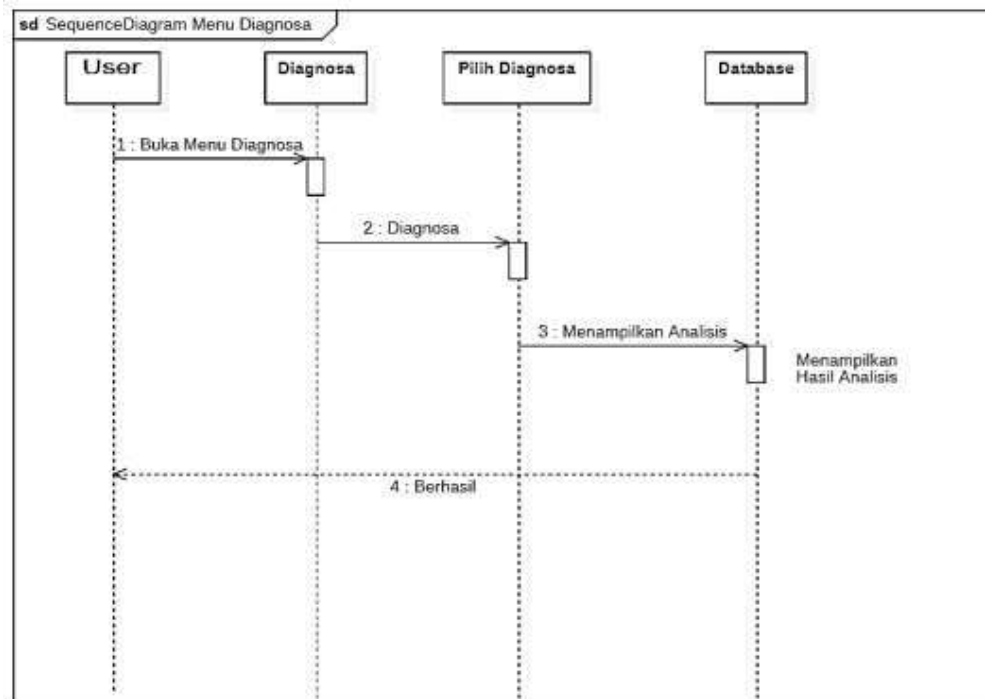 sd SequenceDiagram Menu Diagnosa
User
Diagnosa
Pilih Diagnosa
Database
1 : Buka Menu Diagnosa
2 : Diagnosa
3 : Menampilkan Analisis
Menampilkan
Hasil Analisis
4 : Berhasil